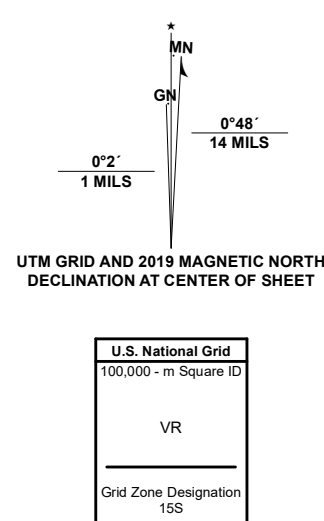 ★
MN
GN
0°48´
14 MILS
0°2´
1 MILS
UTM GRID AND 2019 MAGNETIC NORTH
DECLINATION AT CENTER OF SHEET
U.S. National Grid
100,000 - m Square ID
VR
Grid Zone Designation
15S